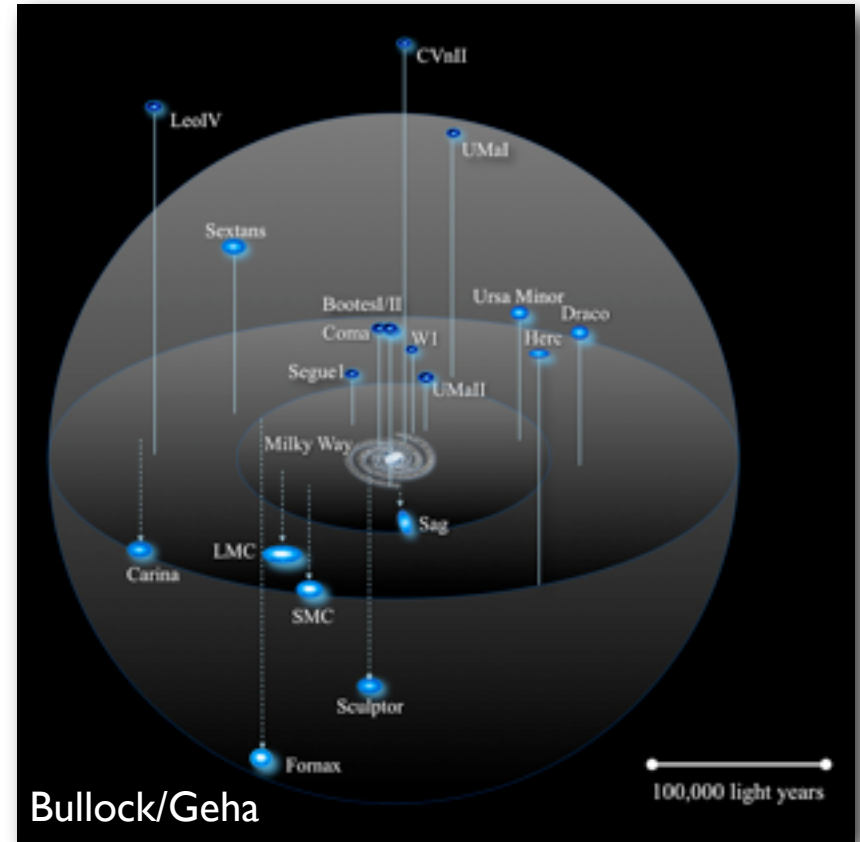 CVnII
LeoIV
UMaI
Sextans
Ursa Minor
BootesI/II
Draco
Coma
W1
Herc
Segue1
UMaII
Milky Way
Sag
LMC
Carina
SMC
Sculptor
Fornax
100,000 light years
Bullock/Geha